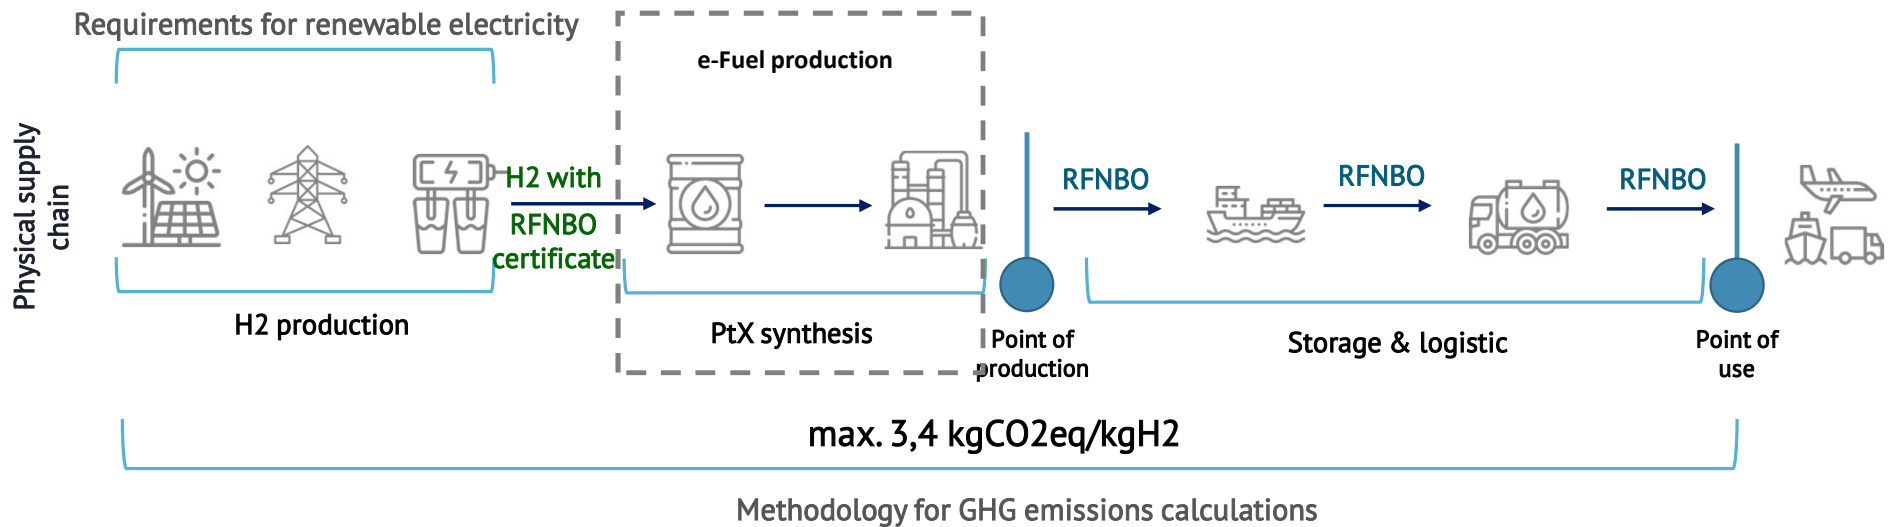 Requirements for renewable electricity
e-Fuel production
Physical supply
chain
H2 with
RFNBO
certificate
RFNBO
RFNBO
RFNBO
H2 production
PtX synthesis
Point of
production
Storage & logistic
Point of
use
max. 3,4 kgCO2eq/kgH2
Methodology for GHG emissions calculations